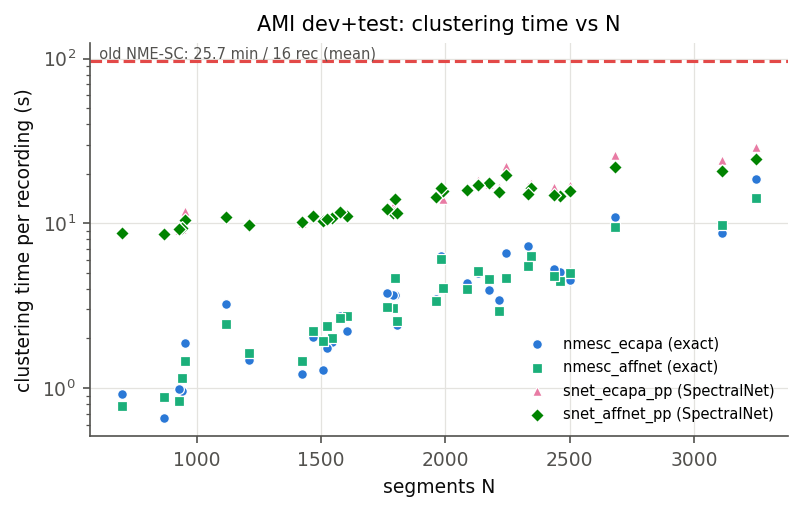 AMI dev+test: clustering time vs N
old NME-SC: 25.7 min / 16 rec (mean)
10²
10¹
10⁰
clustering time per recording (s)
nmesc_ecapa (exact)
nmesc_affnet (exact)
snet_ecapa_pp (SpectralNet)
snet_affnet_pp (SpectralNet)
1000 1500 2000 2500 3000
segments N